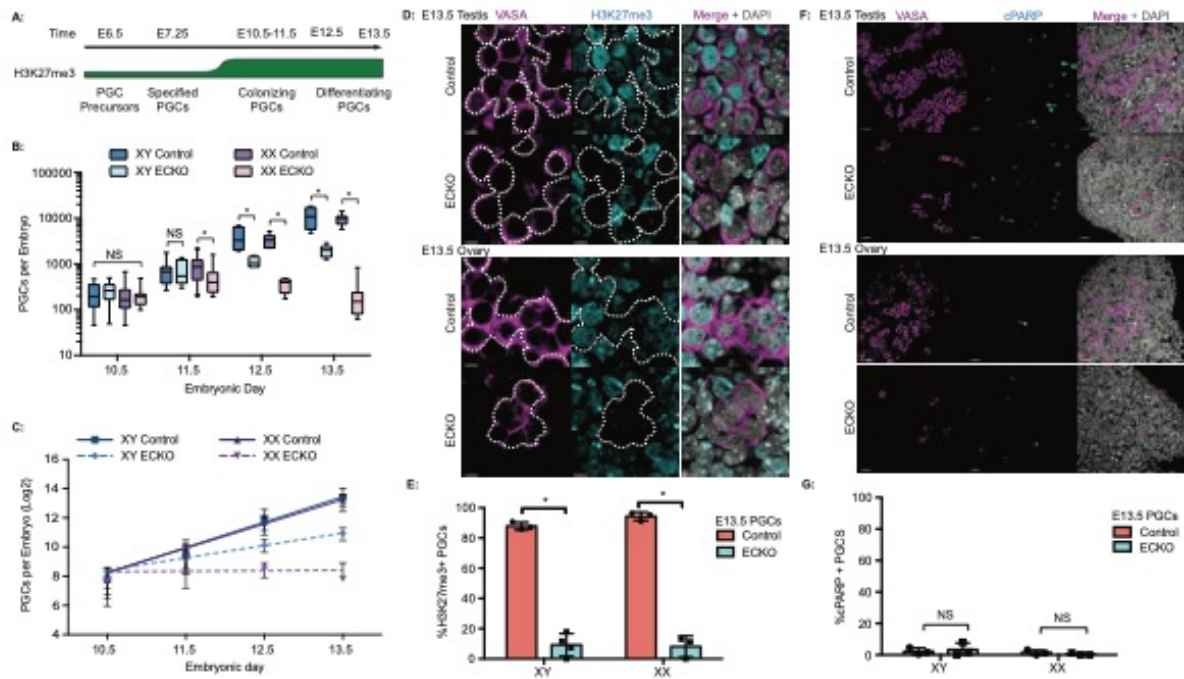 A:
Time
E6.5 E7.25 E10.5-11.5 E12.5 E13.5
H3K27me3
PGC Precursors
Specified PGCs
Colonizing PGCs
Differentiating PGCs
B:
XY Control
XX Control
XY ECKO
XX ECKO
PGCs per Embryo
100000
10000
1000
100
10
NS
NS
*
*
*
*
*
10.5 11.5 12.5 13.5
Embryonic Day
C:
XY Control
XX Control
XY ECKO
XX ECKO
PGCs per Embryo (Log2)
14
12
10
8
6
4
2
10.5 11.5 12.5 13.5
Embryonic day
D: E13.5 Testis
VASA H3K27me3 Merge + DAPI
Control
ECKO
E13.5 Ovary
Control
ECKO
E:
%H3K27me3+ PGCs
100
80
60
40
20
0
*
*
E13.5 PGCs
Control
ECKO
XY XX
F: E13.5 Testis
VASA cPARP Merge + DAPI
Control
ECKO
E13.5 Ovary
Control
ECKO
G:
%cPARP + PGCS
100
80
60
40
20
0
NS
NS
E13.5 PGCs
Control
ECKO
XY XX